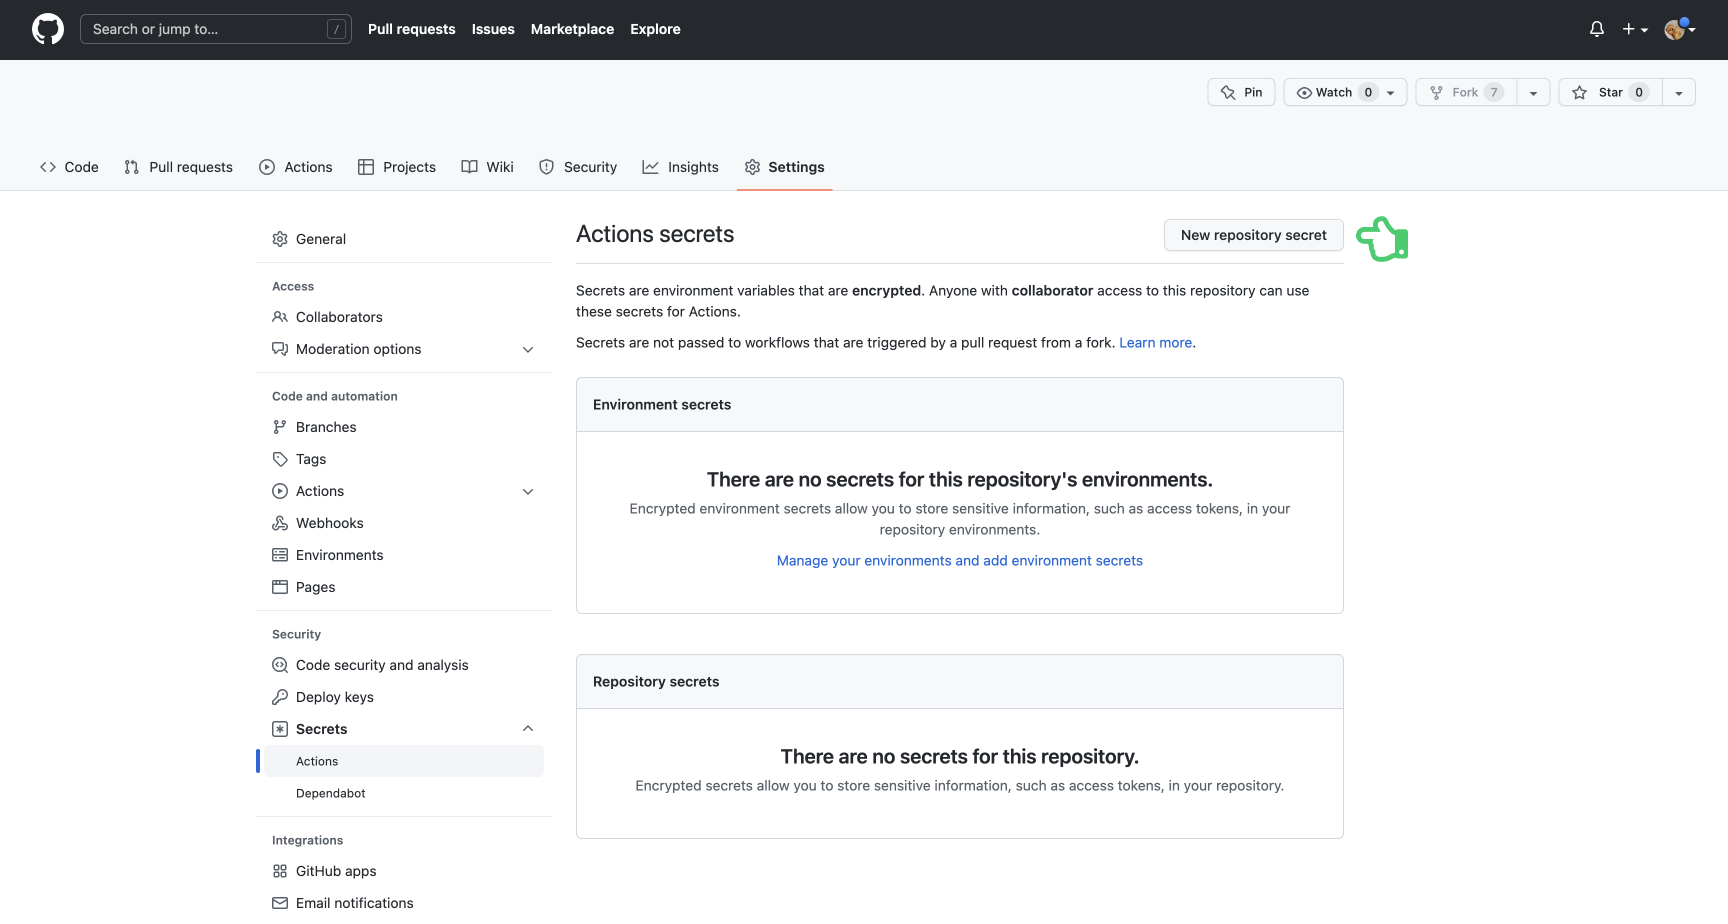 Search or jump to... /
Pull requests Issues Marketplace Explore
Pin Watch 0 Fork 7 Star 0
Code Pull requests Actions Projects Wiki Security Insights Settings
General
Access
Collaborators
Moderation options
Code and automation
Branches
Tags
Actions
Webhooks
Environments
Pages
Security
Code security and analysis
Deploy keys
Secrets
Actions
Dependabot
Integrations
GitHub apps
Email notifications
Actions secrets
New repository secret
Secrets are environment variables that are encrypted. Anyone with collaborator access to this repository can use
these secrets for Actions.
Secrets are not passed to workflows that are triggered by a pull request from a fork. Learn more.
Environment secrets
There are no secrets for this repository's environments.
Encrypted environment secrets allow you to store sensitive information, such as access tokens, in your
repository environments.
Manage your environments and add environment secrets
Repository secrets
There are no secrets for this repository.
Encrypted secrets allow you to store sensitive information, such as access tokens, in your repository.